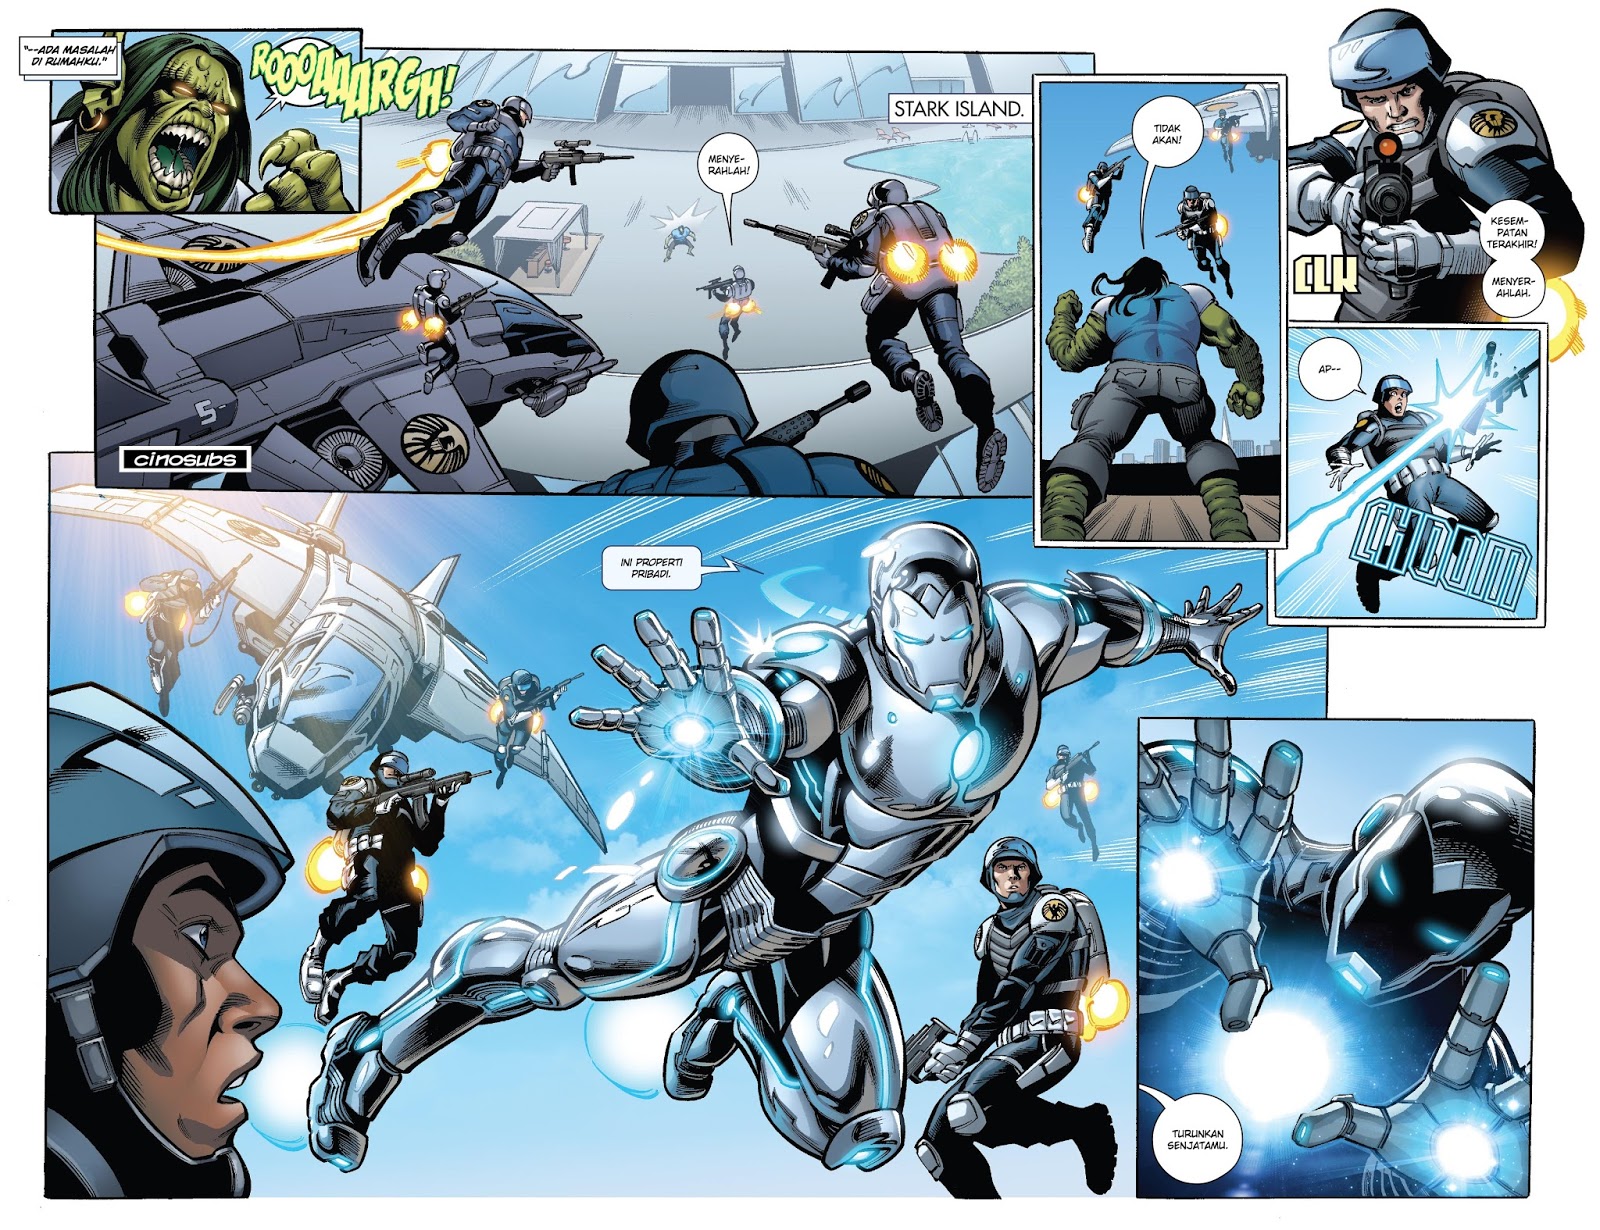 "--ADA MASALAH
DI RUMAHKU."
ROOOAAAARGH!
STARK ISLAND.
MENYE-
RAHLAH!
S
cinosubs
TIDAK
AKAN!
KESEM-
PATAN
TERAKHIR!
MENYER-
AHLAH.
CLK
AP--
CHOOM
INI PROPERTI
PRIBADI.
TURUNKAN
SENJATAMU.